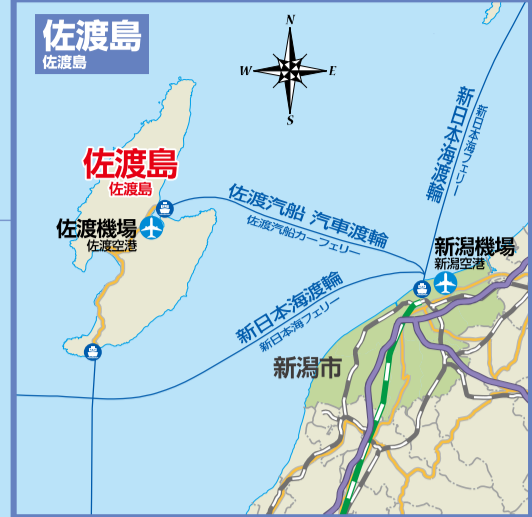 佐渡島
佐渡島
N
W
E
S
新日本海渡輪
新日本海フェリー
佐渡島
佐渡島
佐渡汽船 汽車渡輪
佐渡汽船カーフェリー
佐渡機場
佐渡空港
新潟機場
新潟空港
新日本海渡輪
新日本海フェリー
新潟市